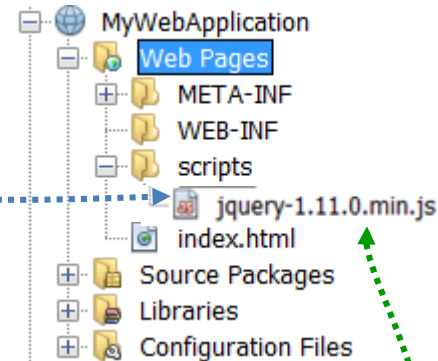 MyWebApplication
Web Pages
META-INF
WEB-INF
scripts
jquery-1.11.0.min.js
index.html
Source Packages
Libraries
Configuration Files